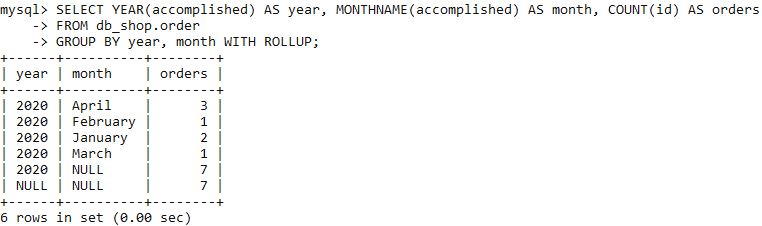 mysql> SELECT YEAR(accomplished) AS year, MONTHNAME(accomplished) AS month, COUNT(id) AS orders
    -> FROM db_shop.order
    -> GROUP BY year, month WITH ROLLUP;
+------+----------+--------+
| year | month    | orders |
+------+----------+--------+
| 2020 | April    |      3 |
| 2020 | February |      1 |
| 2020 | January  |      2 |
| 2020 | March    |      1 |
| 2020 | NULL     |      7 |
| NULL | NULL     |      7 |
+------+----------+--------+
6 rows in set (0.00 sec)